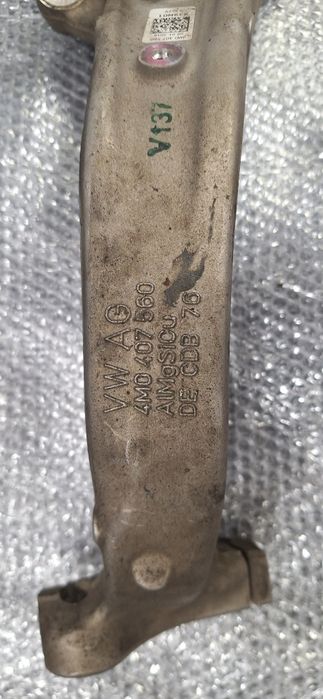 V137
VW AG
4M0 407 560
AlMgSiCu
DE CDB 76